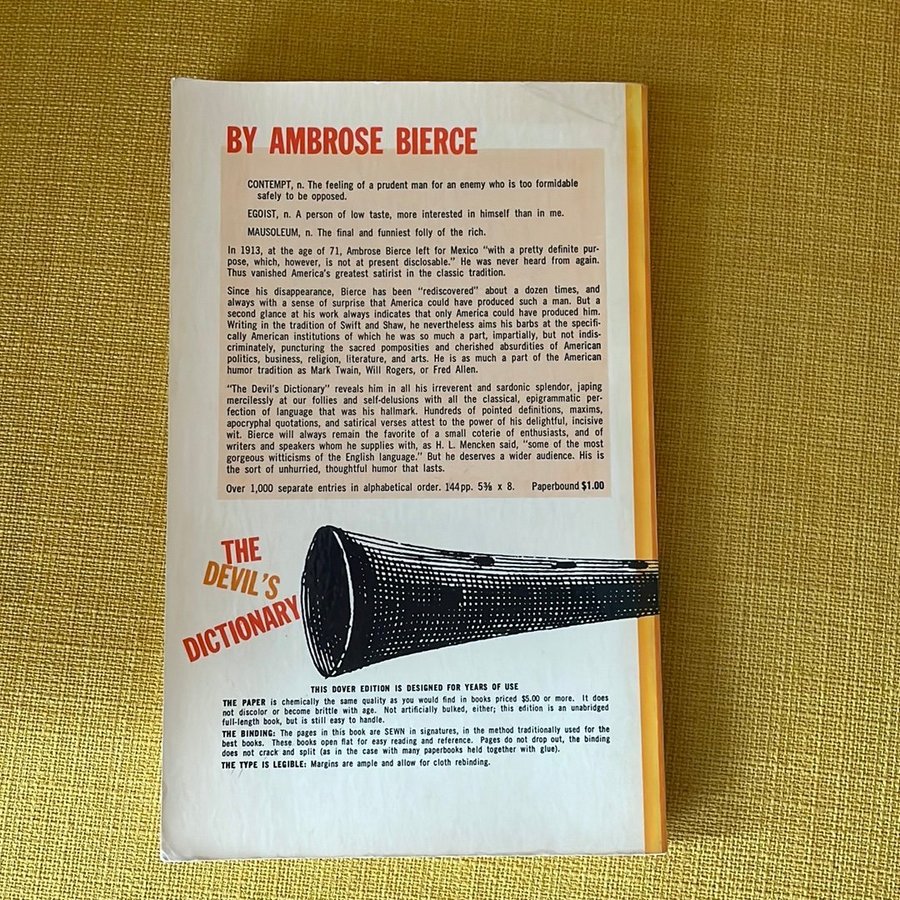 BY AMBROSE BIERCE
CONTEMPT, n. The feeling of a prudent man for an enemy who is too formidable
safely to be opposed.
EGOIST, n. A person of low taste, more interested in himself than in me.
MAUSOLEUM, n. The final and funniest folly of the rich.
In 1913, at the age of 71, Ambrose Bierce left for Mexico "with a pretty definite pur-
pose, which, however, is not at present disclosable." He was never heard from again.
Thus vanished America's greatest satirist in the classic tradition.
Since his disappearance, Bierce has been "rediscovered" about a dozen times, and
always with a sense of surprise that America could have produced such a man. But a
second glance at his work always indicates that only America could have produced him.
Writing in the tradition of Swift and Shaw, he nevertheless aims his barbs at the specifi-
cally American institutions of which he was so much a part, impartially, but not indis-
criminately, puncturing the sacred pomposities and cherished absurdities of American
politics, business, religion, literature, and arts. He is as much a part of the American
humor tradition as Mark Twain, Will Rogers, or Fred Allen.
"The Devil's Dictionary" reveals him in all his irreverent and sardonic splendor, japing
mercilessly at our follies and self-delusions with all the classical, epigrammatic per-
fection of language that was his hallmark. Hundreds of pointed definitions, maxims,
apocryphal quotations, and satirical verses attest to the power of his delightful, incisive
wit. Bierce will always remain the favorite of a small coterie of enthusiasts, and of
writers and speakers whom he supplies with, as H. L. Mencken said, "some of the most
gorgeous witticisms of the English language." But he deserves a wider audience. His is
the sort of unhurried, thoughtful humor that lasts.
Over 1,000 separate entries in alphabetical order. 144pp. 5⅜ x 8. Paperbound $1.00
THE
DEVIL'S
DICTIONARY
THIS DOVER EDITION IS DESIGNED FOR YEARS OF USE
THE PAPER is chemically the same quality as you would find in books priced $5.00 or more. It does
not discolor or become brittle with age. Not artificially bulked, either; this edition is an unabridged
full-length book, but is still easy to handle.
THE BINDING: The pages in this book are SEWN in signatures, in the method traditionally used for the
best books. These books open flat for easy reading and reference. Pages do not drop out, the binding
does not crack and split (as in the case with many paperbooks held together with glue).
THE TYPE IS LEGIBLE: Margins are ample and allow for cloth rebinding.